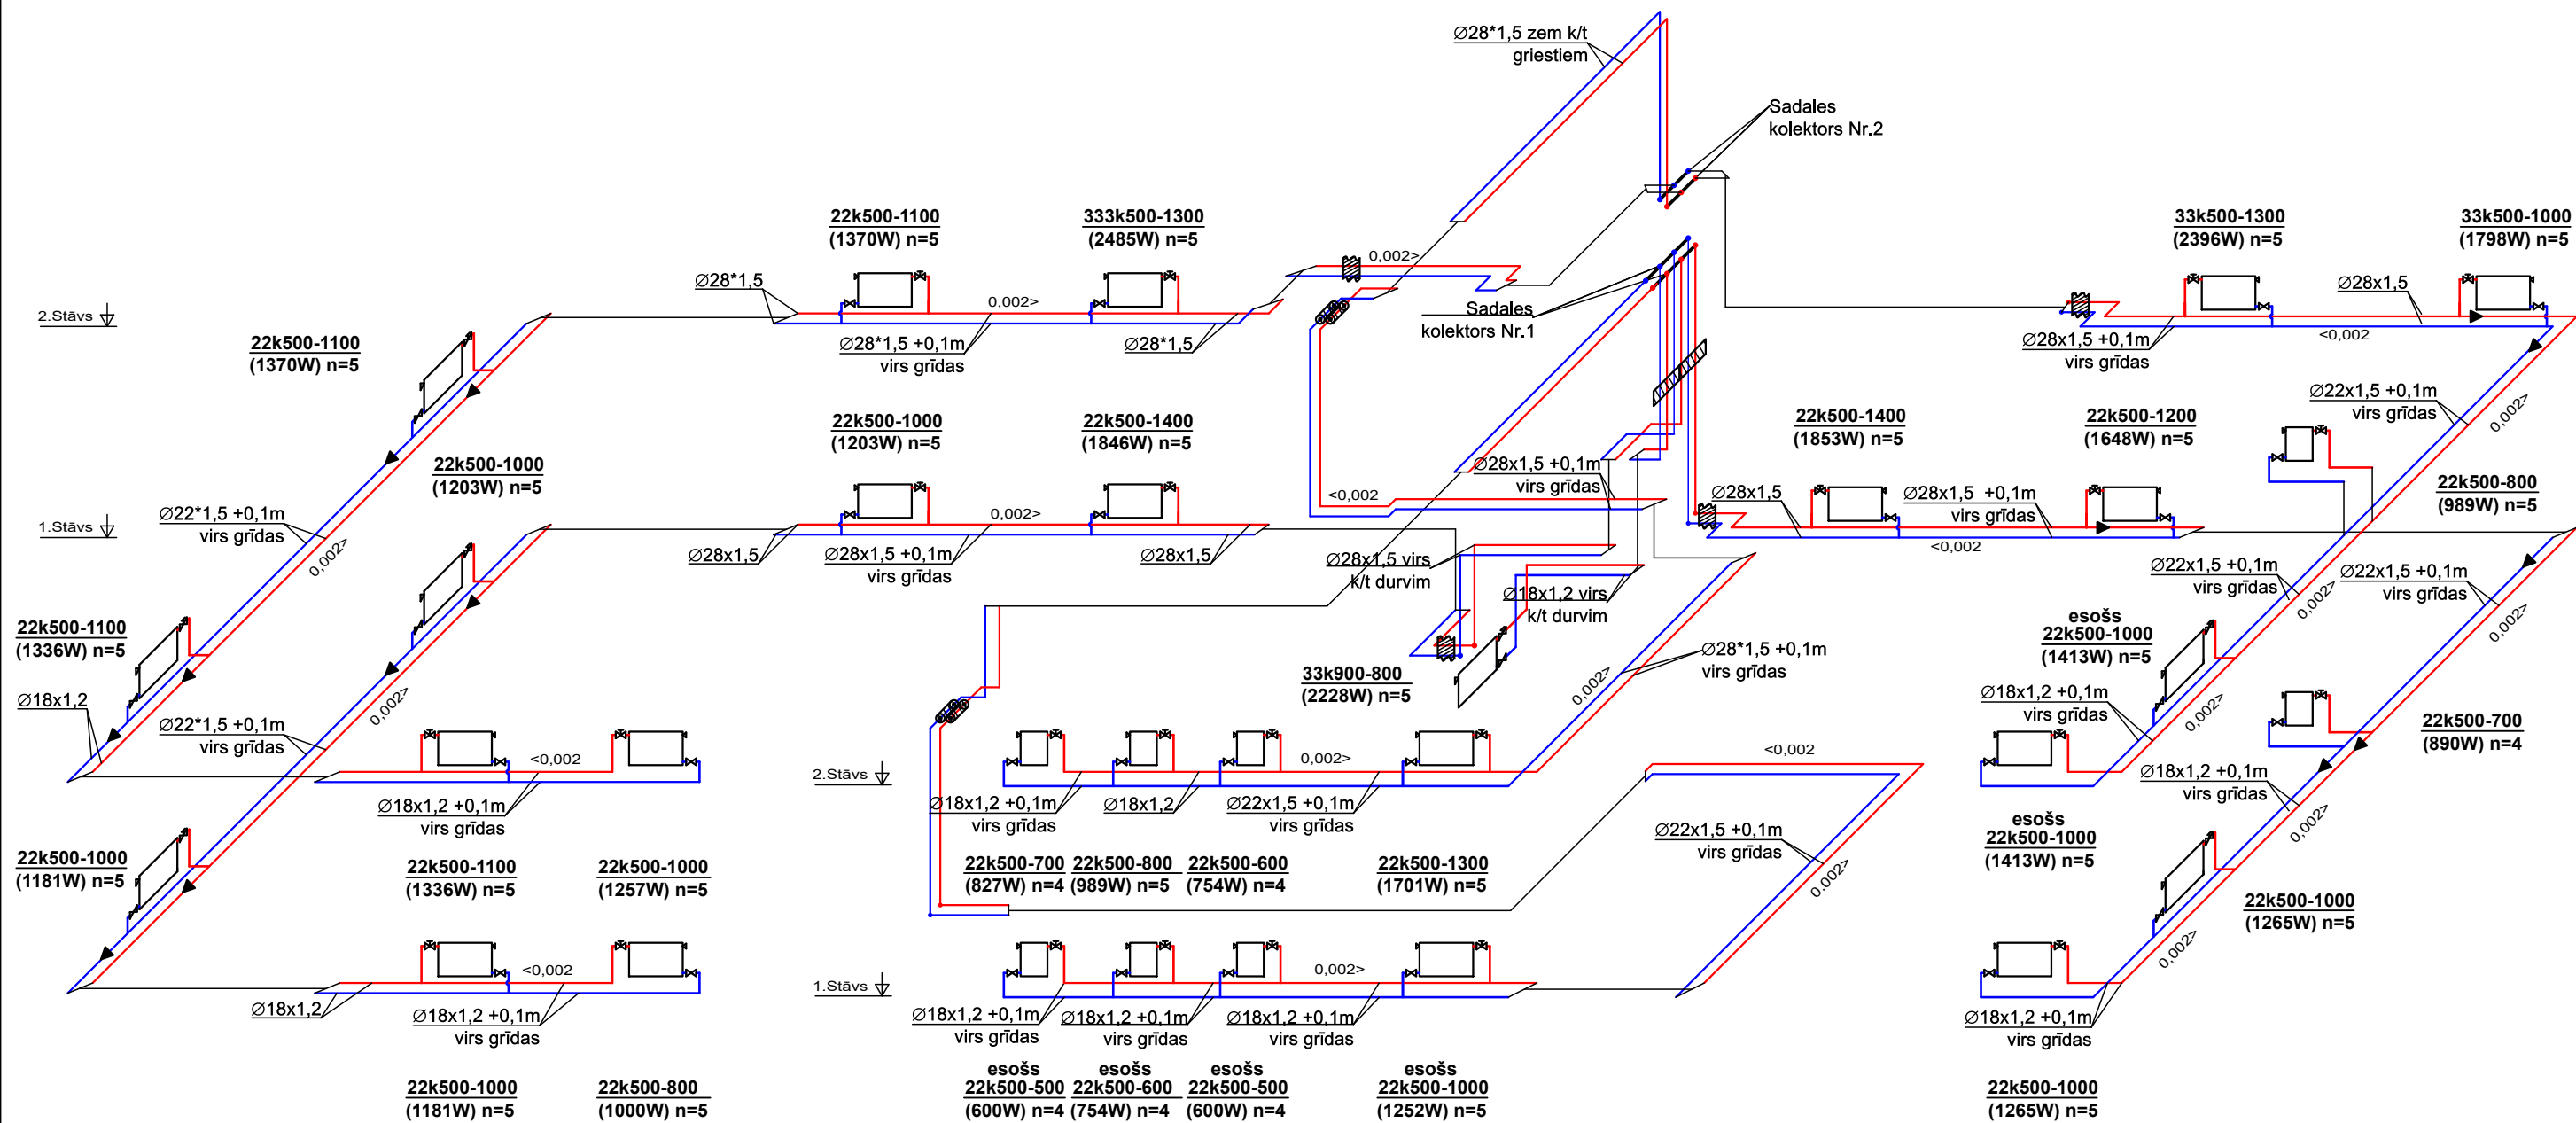 Ø28*1,5 zem k/t
griestiem
Sadales
kolektors Nr.2
22k500-1100
(1370W) n=5
333k500-1300
(2485W) n=5
33k500-1300
(2396W) n=5
33k500-1000
(1798W) n=5
0,002>
Ø28*1,5
0,002>
Ø28x1,5
2.Stāvs
Sadales
kolektors Nr.1
22k500-1100
(1370W) n=5
Ø28*1,5 +0,1m
virs grīdas
Ø28*1,5
Ø28x1,5 +0,1m
virs grīdas
<0,002
Ø22x1,5 +0,1m
virs grīdas
0,002>
22k500-1000
(1203W) n=5
22k500-1400
(1846W) n=5
22k500-1400
(1853W) n=5
22k500-1200
(1648W) n=5
22k500-1000
(1203W) n=5
Ø28x1,5 +0,1m
virs grīdas
22k500-800
(989W) n=5
<0,002
Ø28x1,5
Ø28x1,5 +0,1m
virs grīdas
1.Stāvs
Ø22*1,5 +0,1m
virs grīdas
0,002>
0,002>
Ø28x1,5
Ø28x1,5 +0,1m
virs grīdas
Ø28x1,5
<0,002
Ø28x1,5 virs
k/t durvim
Ø18x1,2 virs
k/t durvim
Ø22x1,5 +0,1m
virs grīdas
0,002>
Ø22x1,5 +0,1m
virs grīdas
0,002>
22k500-1100
(1336W) n=5
esošs
22k500-1000
(1413W) n=5
33k900-800
(2228W) n=5
Ø28*1,5 +0,1m
virs grīdas
0,002>
Ø18x1,2
0,002>
Ø18x1,2 +0,1m
virs grīdas
0,002>
Ø22*1,5 +0,1m
virs grīdas
22k500-700
(890W) n=4
<0,002
0,002>
<0,002
2.Stāvs
Ø18x1,2 +0,1m
virs grīdas
Ø18x1,2 +0,1m
virs grīdas
Ø18x1,2
Ø22x1,5 +0,1m
virs grīdas
Ø18x1,2 +0,1m
virs grīdas
0,002>
Ø22x1,5 +0,1m
virs grīdas
0,002>
esošs
22k500-1000
(1413W) n=5
22k500-1000
(1181W) n=5
22k500-1100
(1336W) n=5
22k500-1000
(1257W) n=5
22k500-700
(827W) n=4
22k500-800
(989W) n=5
22k500-600
(754W) n=4
22k500-1300
(1701W) n=5
22k500-1000
(1265W) n=5
0,002>
<0,002
0,002>
1.Stāvs
Ø18x1,2
Ø18x1,2 +0,1m
virs grīdas
Ø18x1,2 +0,1m
virs grīdas
Ø18x1,2 +0,1m
virs grīdas
Ø18x1,2 +0,1m
virs grīdas
Ø18x1,2 +0,1m
virs grīdas
22k500-1000
(1181W) n=5
22k500-800
(1000W) n=5
esošs
22k500-500
(600W) n=4
esošs
22k500-600
(754W) n=4
esošs
22k500-500
(600W) n=4
esošs
22k500-1000
(1252W) n=5
22k500-1000
(1265W) n=5